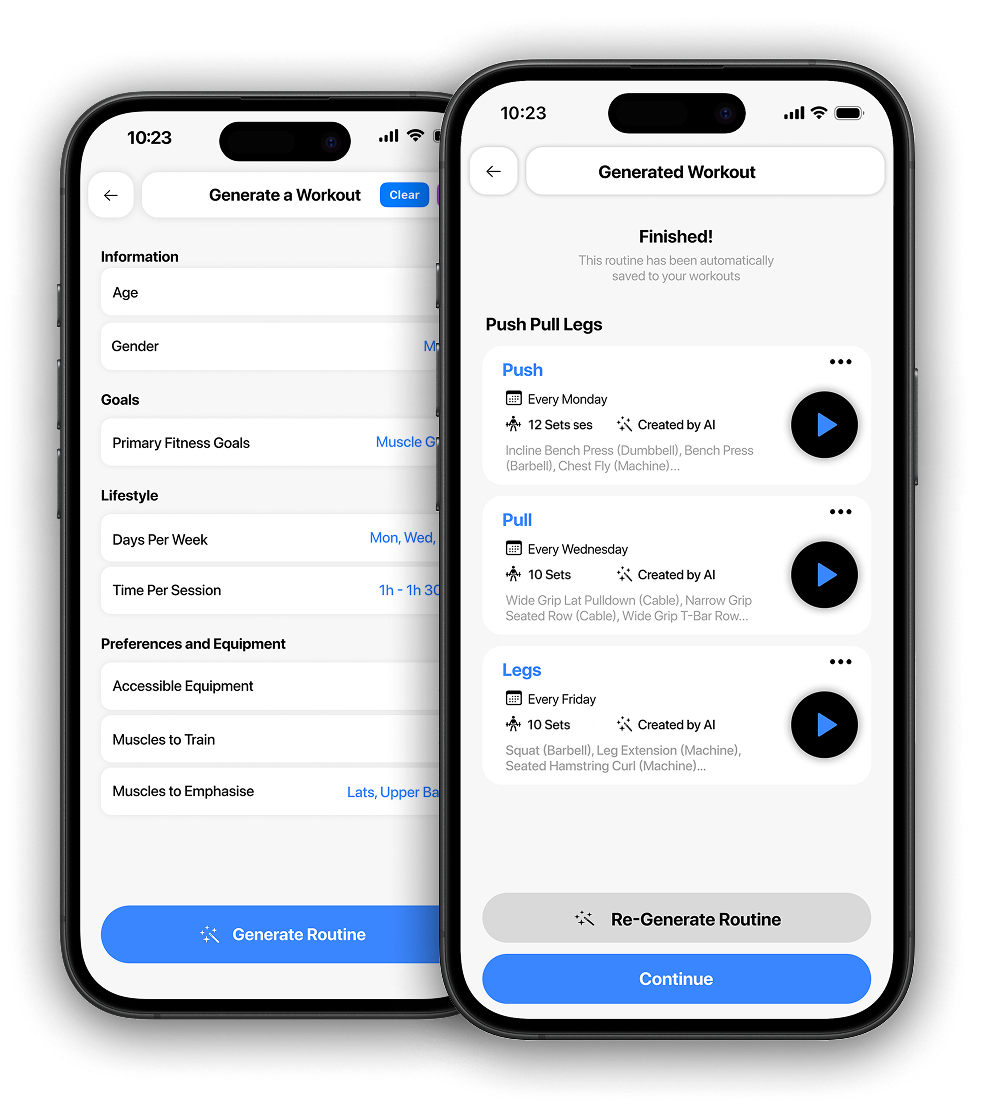 10:23
Generate a Workout
Clear
Information
Age
Gender
Goals
Primary Fitness Goals
Muscle
Lifestyle
Days Per Week
Mon, Wed,
Time Per Session
1h - 1h 30
Preferences and Equipment
Accessible Equipment
Muscles to Train
Muscles to Emphasise
Lats, Upper
Generate Routine
10:23
Generated Workout
Finished!
This routine has been automatically
saved to your workouts
Push Pull Legs
Push
Every Monday
12 Sets ses
Created by AI
Incline Bench Press (Dumbbell), Bench Press
(Barbell), Chest Fly (Machine)...
Pull
Every Wednesday
10 Sets
Created by AI
Wide Grip Lat Pulldown (Cable), Narrow Grip
Seated Row (Cable), Wide Grip T-Bar Row...
Legs
Every Friday
10 Sets
Created by AI
Squat (Barbell), Leg Extension (Machine),
Seated Hamstring Curl (Machine)...
Re-Generate Routine
Continue